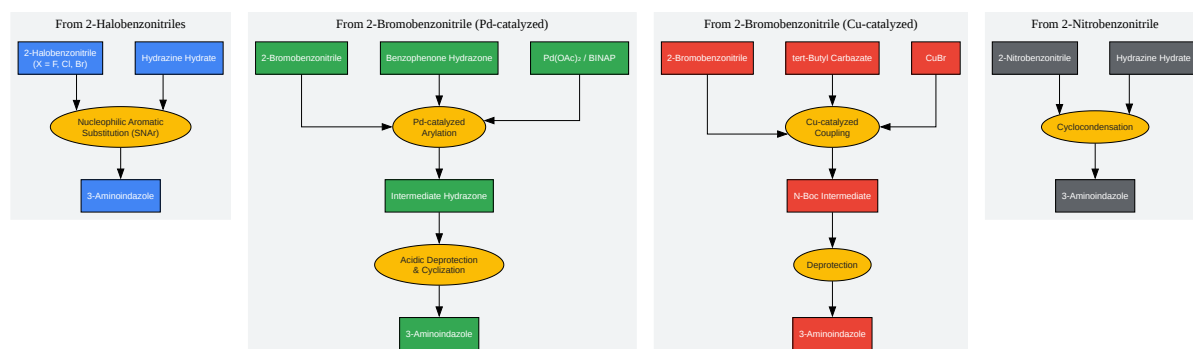 From 2-Halobenzonitriles
2-Halobenzonitrile
(X = F, Cl, Br)
Hydrazine Hydrate
Nucleophilic Aromatic
Substitution (SNAr)
3-Aminoindazole
From 2-Bromobenzonitrile (Pd-catalyzed)
2-Bromobenzonitrile
Benzophenone Hydrazone
Pd(OAc)₂ / BINAP
Pd-catalyzed
Arylation
Intermediate Hydrazone
Acidic Deprotection
& Cyclization
3-Aminoindazole
From 2-Bromobenzonitrile (Cu-catalyzed)
2-Bromobenzonitrile
tert-Butyl Carbazate
CuBr
Cu-catalyzed
Coupling
N-Boc Intermediate
Deprotection
3-Aminoindazole
From 2-Nitrobenzonitrile
2-Nitrobenzonitrile
Hydrazine Hydrate
Cyclocondensation
3-Aminoindazole